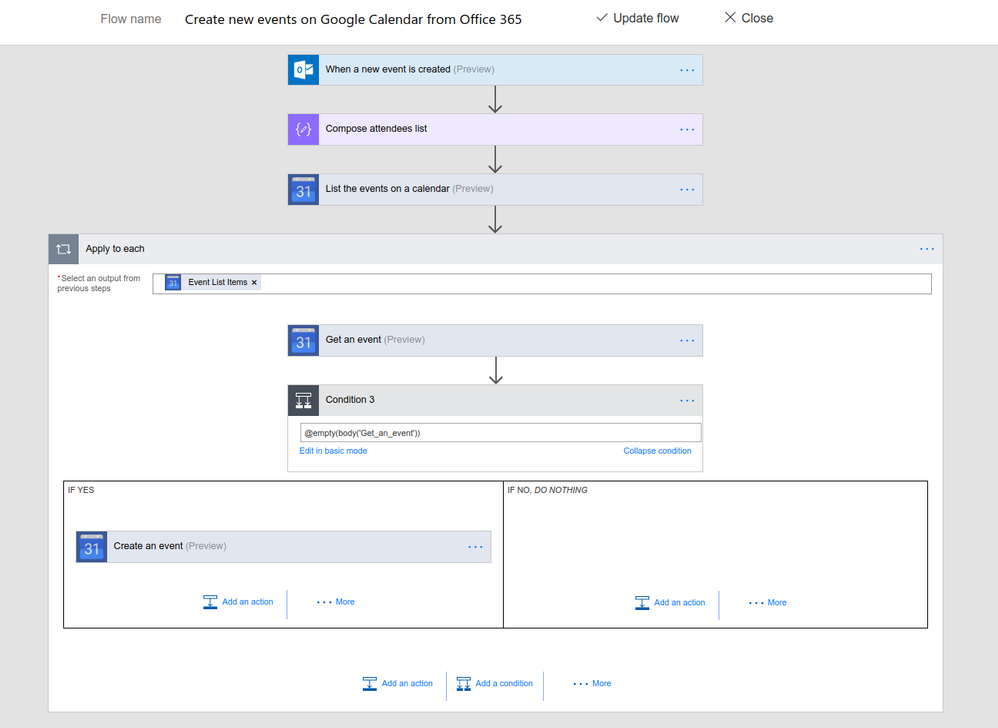 Flow name Create new events on Google Calendar from Office 365 Update flow Close
When a new event is created (Preview) ...
Compose attendees list ...
31 List the events on a calendar (Preview) ...
Apply to each ...
*Select an output from
previous steps
31 Event List Items ×
31 Get an event (Preview) ...
Condition 3 ...
@empty(body('Get_an_event'))
Edit in basic mode Collapse condition
IF YES
31 Create an event (Preview) ...
Add an action ... More
IF NO, DO NOTHING
Add an action ... More
Add an action Add a condition ... More